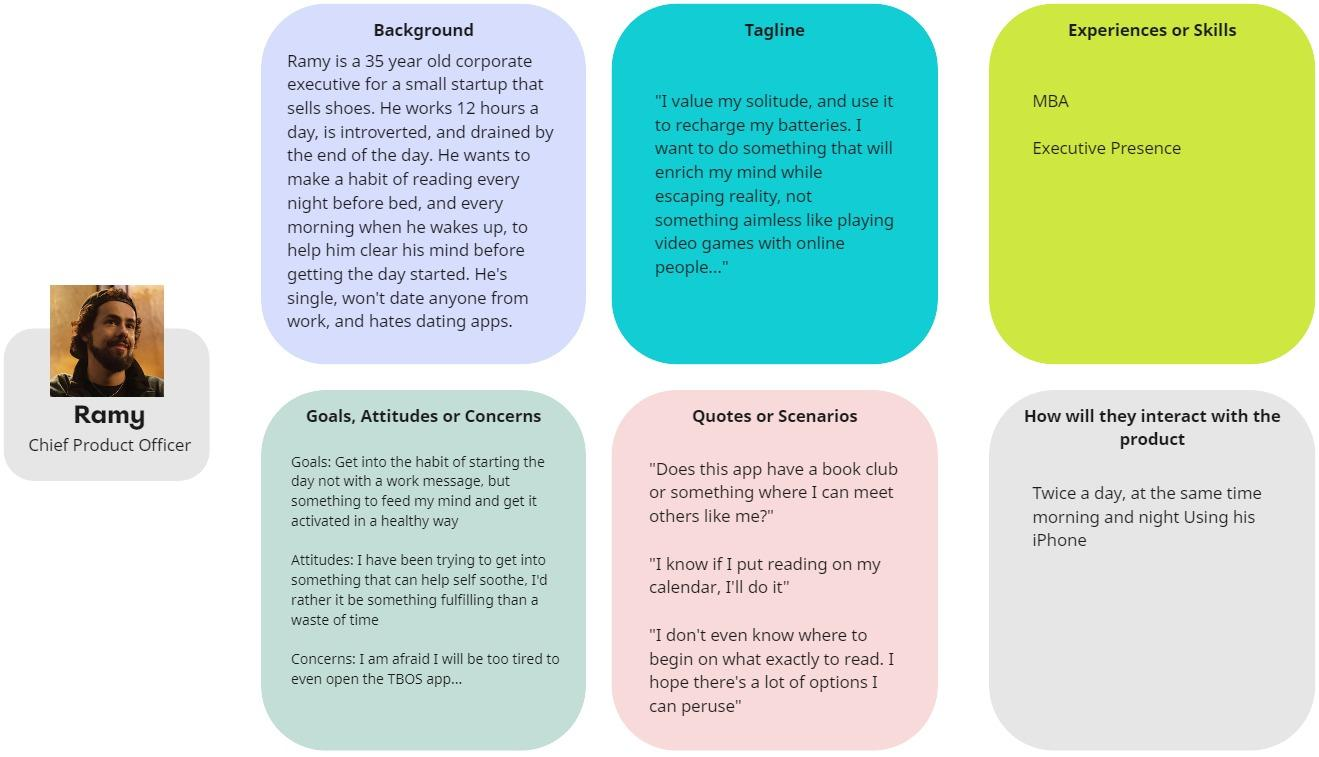 Ramy
Chief Product Officer
Background
Ramy is a 35 year old corporate
executive for a small startup that
sells shoes. He works 12 hours a
day, is introverted, and drained by
the end of the day. He wants to
make a habit of reading every
night before bed, and every
morning when he wakes up, to
help him clear his mind before
getting the day started. He's
single, won't date anyone from
work, and hates dating apps.
Tagline
"I value my solitude, and use it
to recharge my batteries. I
want to do something that will
enrich my mind while
escaping reality, not
something aimless like playing
video games with online
people..."
Experiences or Skills
MBA
Executive Presence
Goals, Attitudes or Concerns
Goals: Get into the habit of starting the
day not with a work message, but
something to feed my mind and get it
activated in a healthy way
Attitudes: I have been trying to get into
something that can help self soothe, I'd
rather it be something fulfilling than a
waste of time
Concerns: I am afraid I will be too tired to
even open the TBOS app...
Quotes or Scenarios
"Does this app have a book club
or something where I can meet
others like me?"
"I know if I put reading on my
calendar, I'll do it"
"I don't even know where to
begin on what exactly to read. I
hope there's a lot of options I
can peruse"
How will they interact with the
product
Twice a day, at the same time
morning and night Using his
iPhone